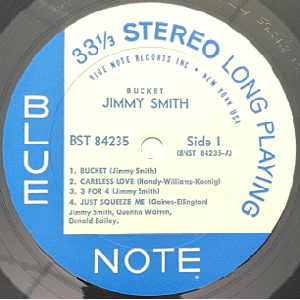 33⅓ STEREO LONG PLAYING
BLUE NOTE RECORDS INC • NEW YORK USA
BUCKET
JIMMY SMITH
BST 84235 Side 1
(BNST 84235-A)
1. BUCKET (Jimmy Smith)
2. CARELESS LOVE (Handy-Williams-Koenig)
3. 3 FOR 4 (Jimmy Smith)
4. JUST SQUEEZE ME (Gaines-Ellington)
Jimmy Smith, Quentin Warren,
Donald Bailey.
BLUE
NOTE